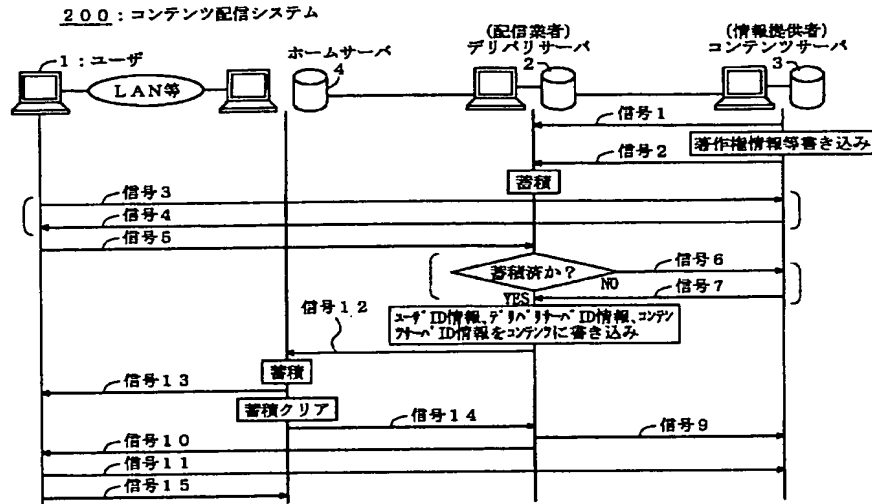 200：コンテンツ配信システム
1：ユーザ
LAN等
ホームサーバ
4
(配信業者)
デリバリサーバ
2
(情報提供者)
コンテンツサーバ
3
信号1
著作権情報等書き込み
信号2
蓄積
信号3
信号4
信号5
蓄積済か？
NO
信号6
YES
信号7
ユーザID情報、デリバリサーバID情報、コンテン
ツサーバID情報をコンテンツに書き込み
信号12
蓄積
信号13
蓄積クリア
信号14
信号9
信号10
信号11
信号15